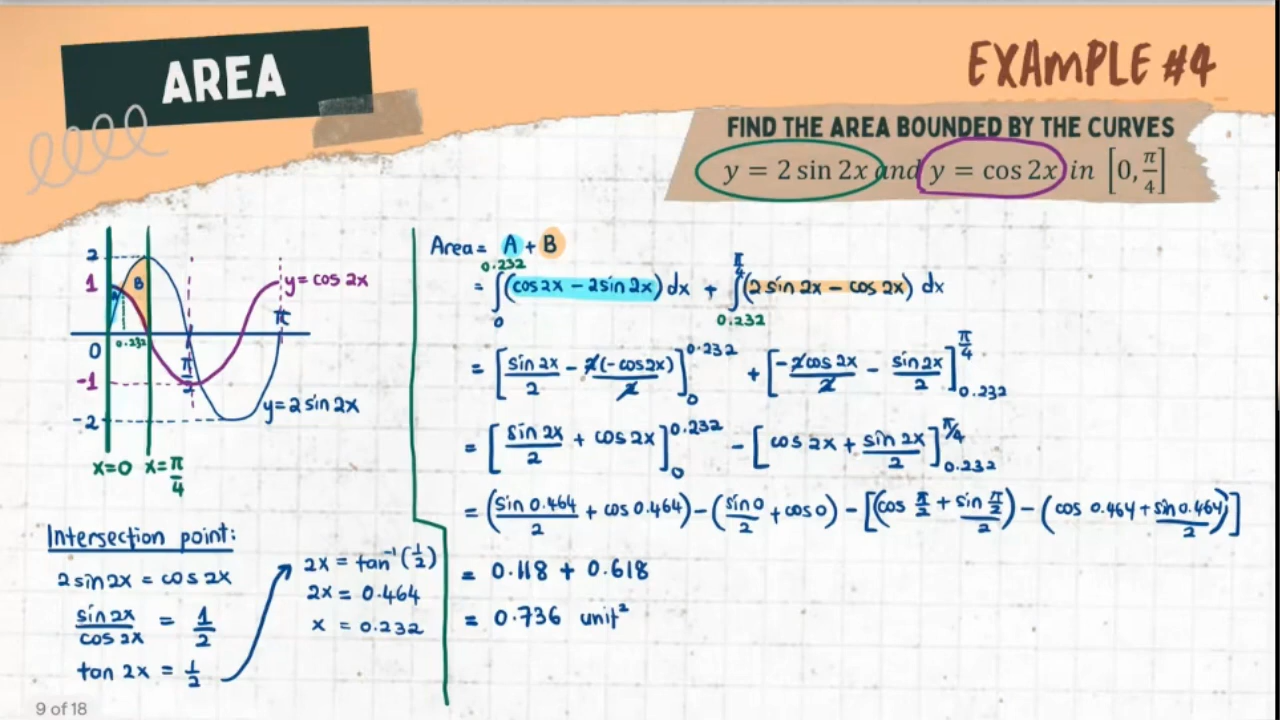 AREA
EXAMPLE #4
FIND THE AREA BOUNDED BY THE CURVES
y = 2 sin 2x and y = cos 2x in [0, π/4]
2
1
0
-1
-2
A
B
0.232
π/2
π
y = cos 2x
y = 2 sin 2x
x=0 x=π/4
Intersection point:
2 sin 2x = cos 2x
sin 2x / cos 2x = 1/2
tan 2x = 1/2
2x = tan⁻¹(1/2)
2x = 0.464
x = 0.232
Area = A + B
= ∫₀^0.232 (cos 2x − 2 sin 2x) dx + ∫_0.232^π/4 (2 sin 2x − cos 2x) dx
= [sin 2x / 2 − 2(−cos 2x) / 2]₀^0.232 + [−2 cos 2x / 2 − sin 2x / 2]_0.232^π/4
= [sin 2x / 2 + cos 2x]₀^0.232 − [cos 2x + sin 2x / 2]_0.232^π/4
= (sin 0.464 / 2 + cos 0.464) − (sin 0 / 2 + cos 0) − [(cos π/2 + sin π/2 / 2) − (cos 0.464 + sin 0.464 / 2)]
= 0.118 + 0.618
= 0.736 unit²
9 of 18